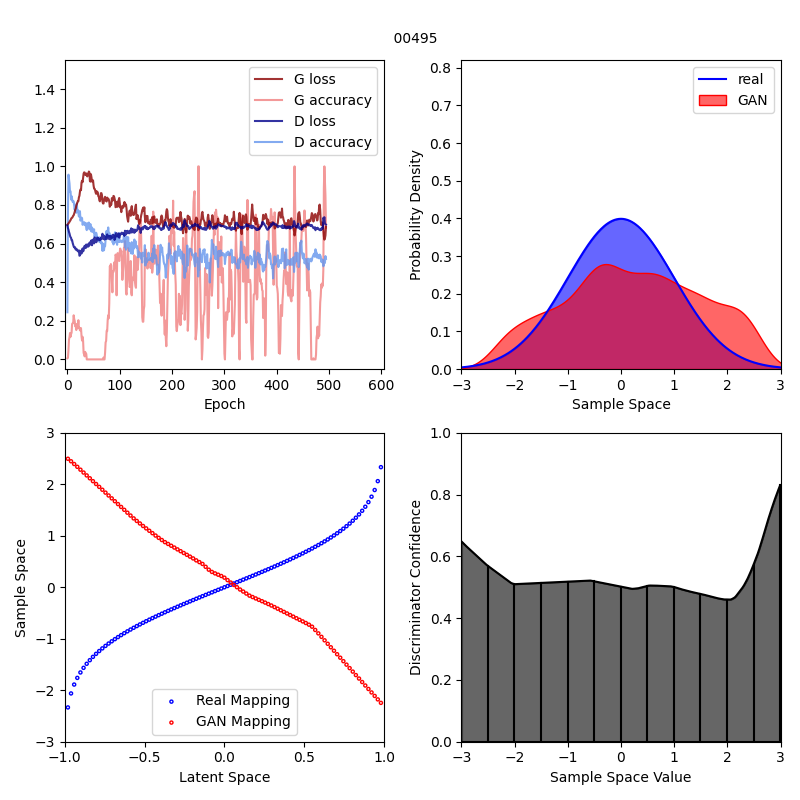 00495
G loss
G accuracy
D loss
D accuracy
1.4
1.2
1.0
0.8
0.6
0.4
0.2
0.0
0 100 200 300 400 500 600
Epoch
real
GAN
Probability Density
0.8
0.7
0.6
0.5
0.4
0.3
0.2
0.1
0.0
−3 −2 −1 0 1 2 3
Sample Space
Sample Space
3
2
1
0
−1
−2
−3
Real Mapping
GAN Mapping
−1.0 −0.5 0.0 0.5 1.0
Latent Space
Discriminator Confidence
1.0
0.8
0.6
0.4
0.2
0.0
−3 −2 −1 0 1 2 3
Sample Space Value